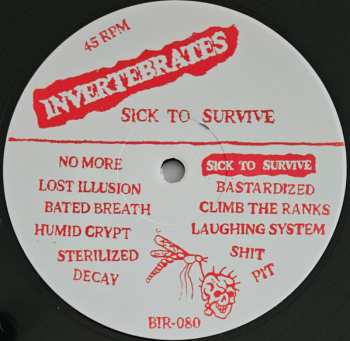 45 RPM
INVERTEBRATES
SICK TO SURVIVE
NO MORE
LOST ILLUSION
BATED BREATH
HUMID CRYPT
STERILIZED
DECAY
SICK TO SURVIVE
BASTARDIZED
CLIMB THE RANKS
LAUGHING SYSTEM
SHIT
PIT
BTR-080